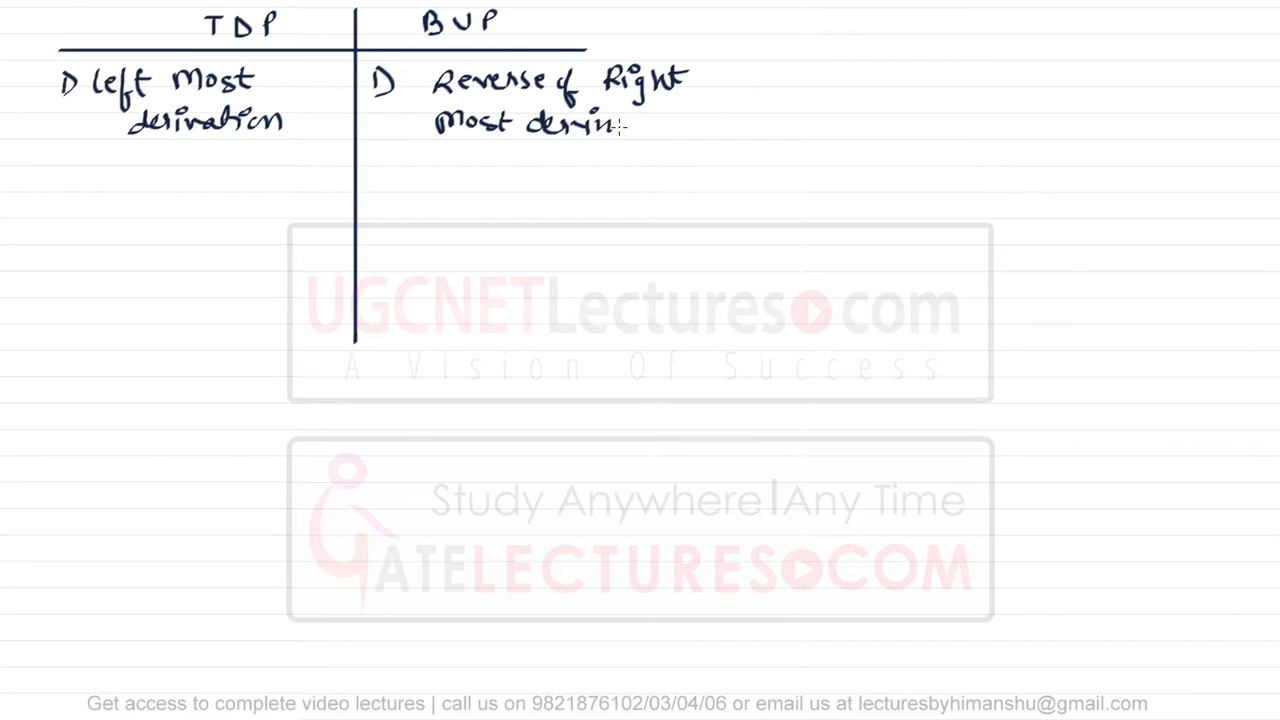 TDP BUP
1) Left Most 1) Reverse of Right
derivation Most deriv
UGCNETLectures.com
A Vision Of Success
Study Anywhere|Any Time
GATELECTURES.COM
Get access to complete video lectures | call us on 9821876102/03/04/06 or email us at lecturesbyhimanshu@gmail.com